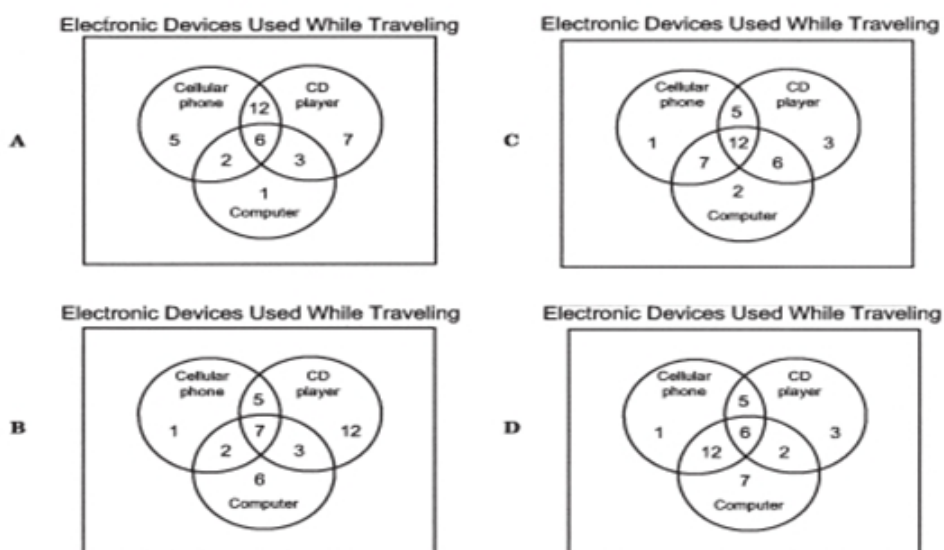 Electronic Devices Used While Traveling
A
Cellular
phone
CD
player
12
5
6
7
2
3
1
Computer
Electronic Devices Used While Traveling
C
Cellular
phone
CD
player
5
1
12
3
7
6
2
Computer
Electronic Devices Used While Traveling
B
Cellular
phone
CD
player
5
1
7
12
2
3
6
Computer
Electronic Devices Used While Traveling
D
Cellular
phone
CD
player
5
1
6
3
12
2
7
Computer